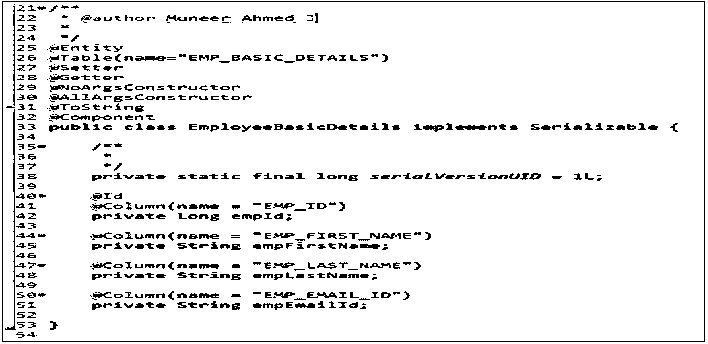 21 /**
22 * @author Muneer Ahmed
23 *
24 */
25 @Entity
26 @Table(name="EMP_BASIC_DETAILS")
27 @Setter
28 @Getter
29 @NoArgsConstructor
30 @AllArgsConstructor
31 @ToString
32 @Component
33 public class EmployeeBasicDetails implements Serializable {
34
35 /**
36 *
37 */
38 private static final long serialVersionUID = 1L;
39
40 @Id
41 @Column(name = "EMP_ID")
42 private Long empId;
43
44 @Column(name = "EMP_FIRST_NAME")
45 private String empFirstName;
46
47 @Column(name = "EMP_LAST_NAME")
48 private String empLastName;
49
50 @Column(name = "EMP_EMAIL_ID")
51 private String empEmailId;
52
53 }
54